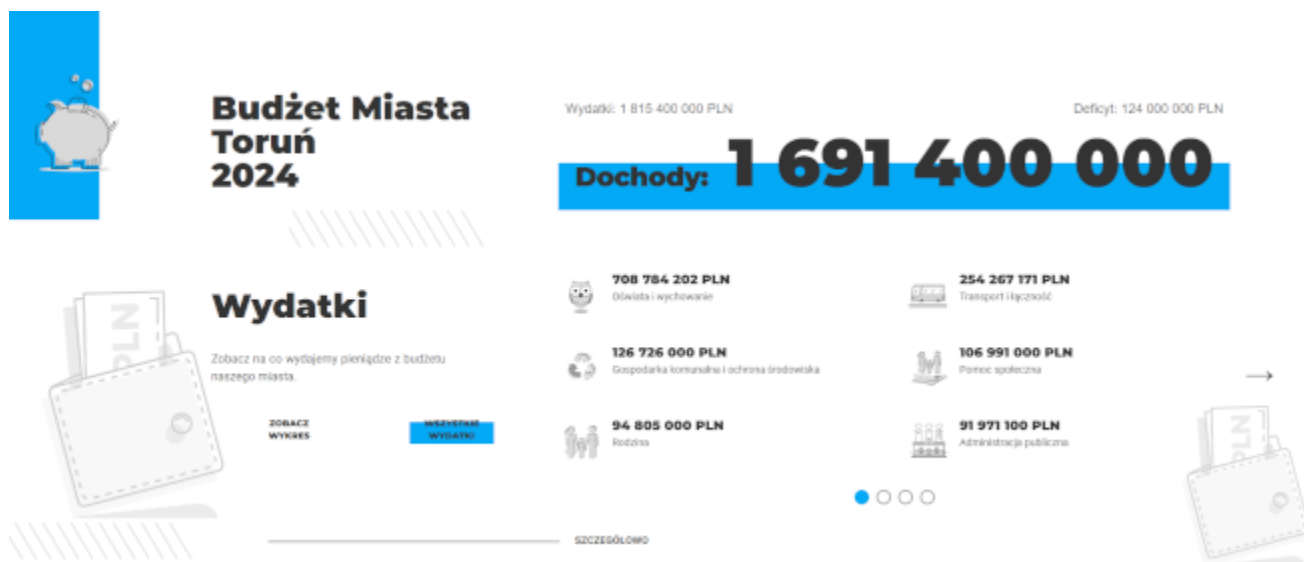 Budżet Miasta
Toruń
2024
Wydatki: 1 815 400 000 PLN
Deficyt: 124 000 000 PLN
Dochody: 1 691 400 000
Wydatki
Zobacz na co wydajemy pieniądze z budżetu
naszego miasta.
ZOBACZ
WYKRES
WSZYSTKIE
WYDATKI
708 784 202 PLN
Oświata i wychowanie
254 267 171 PLN
Transport i łączność
126 726 000 PLN
Gospodarka komunalna i ochrona środowiska
106 991 000 PLN
Pomoc społeczna
94 805 000 PLN
Rodzina
91 971 100 PLN
Administracja publiczna
SZCZEGÓŁOWO
PLN
PLN